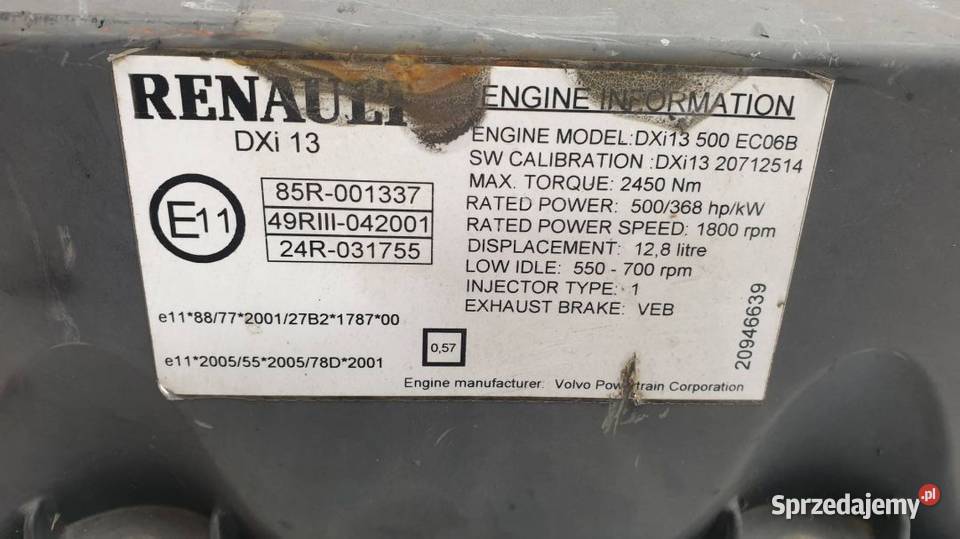 RENAULT
DXi 13
E11
85R-001337
49RIII-042001
24R-031755
e11*88/77*2001/27B2*1787*00
e11*2005/55*2005/78D*2001
0,57
ENGINE INFORMATION
ENGINE MODEL:DXi13 500 EC06B
SW CALIBRATION :DXi13 20712514
MAX. TORQUE: 2450 Nm
RATED POWER: 500/368 hp/kW
RATED POWER SPEED: 1800 rpm
DISPLACEMENT: 12,8 litre
LOW IDLE: 550 - 700 rpm
INJECTOR TYPE: 1
EXHAUST BRAKE: VEB
20946639
Engine manufacturer: Volvo Powertrain Corporation
Sprzedajemy.pl